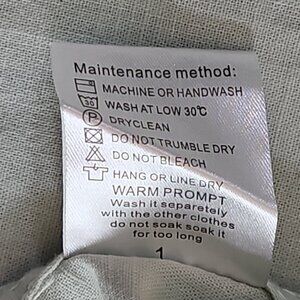 Maintenance method:
MACHINE OR HANDWASH
30 WASH AT LOW 30℃
P DRYCLEAN
DO NOT TRUMBLE DRY
DO NOT BLEACH
HANG OR LINE DRY
WARM PROMPT
Wash it separetely
with the other clothes
do not soak soak it
for too long
1